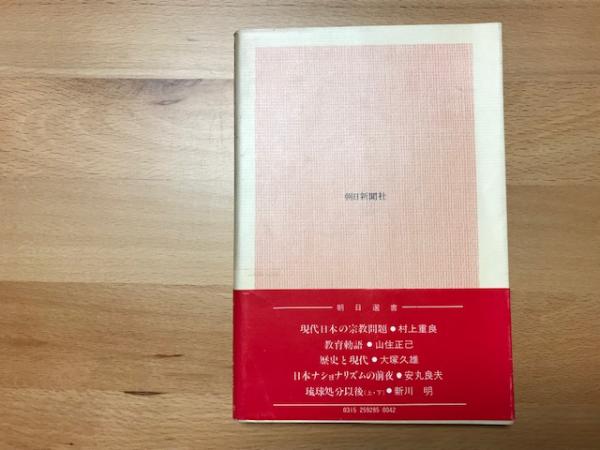 朝日新聞社
朝日選書
現代日本の宗教問題●村上重良
教育勅語●山住正己
歴史と現代●大塚久雄
日本ナショナリズムの前夜●安丸良夫
琉球処分以後(上・下)●新川 明
0315 259285 0042